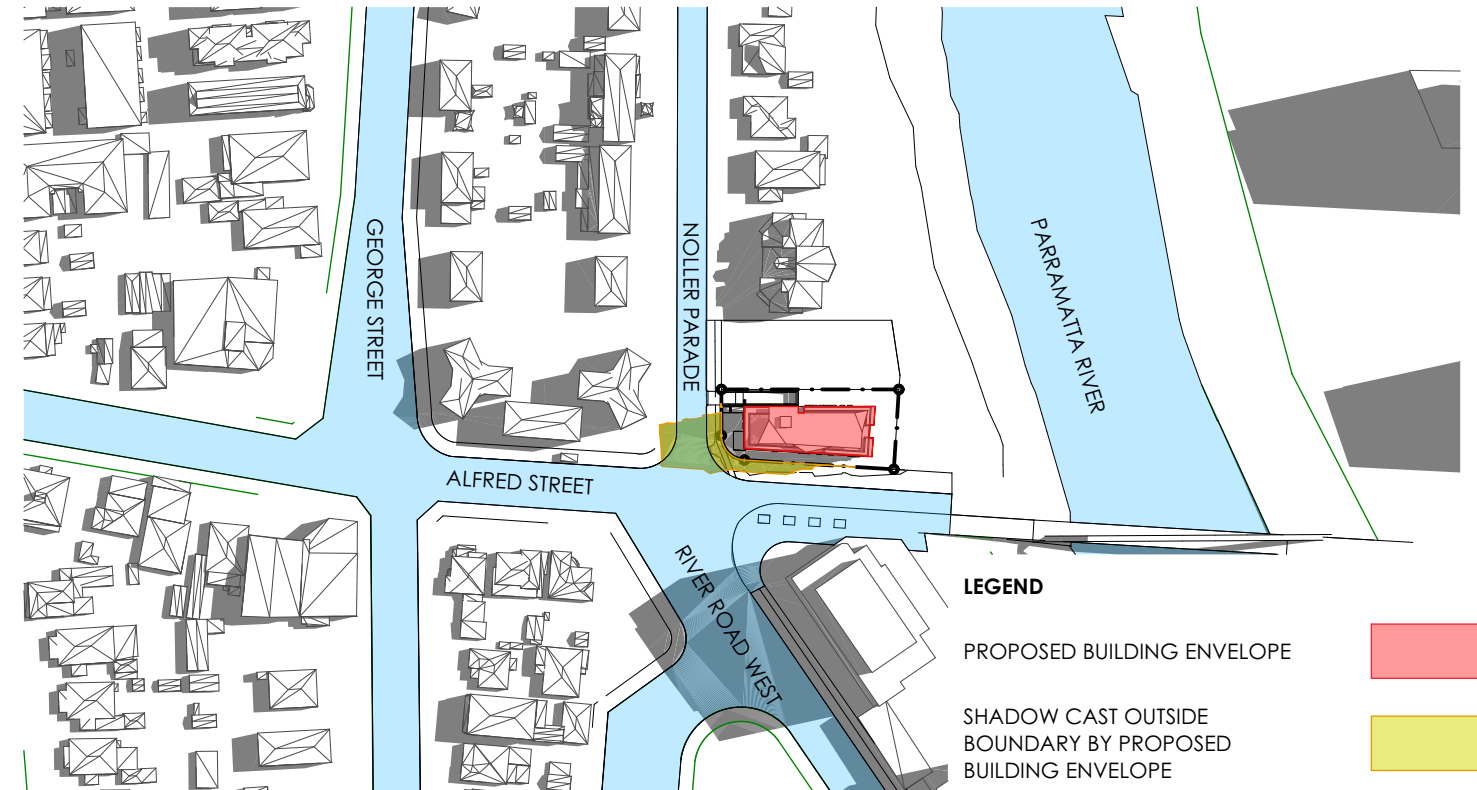 GEORGE STREET
NOLLER PARADE
PARRAMATTA RIVER
ALFRED STREET
RIVER ROAD WEST
LEGEND
PROPOSED BUILDING ENVELOPE
SHADOW CAST OUTSIDE
BOUNDARY BY PROPOSED
BUILDING ENVELOPE